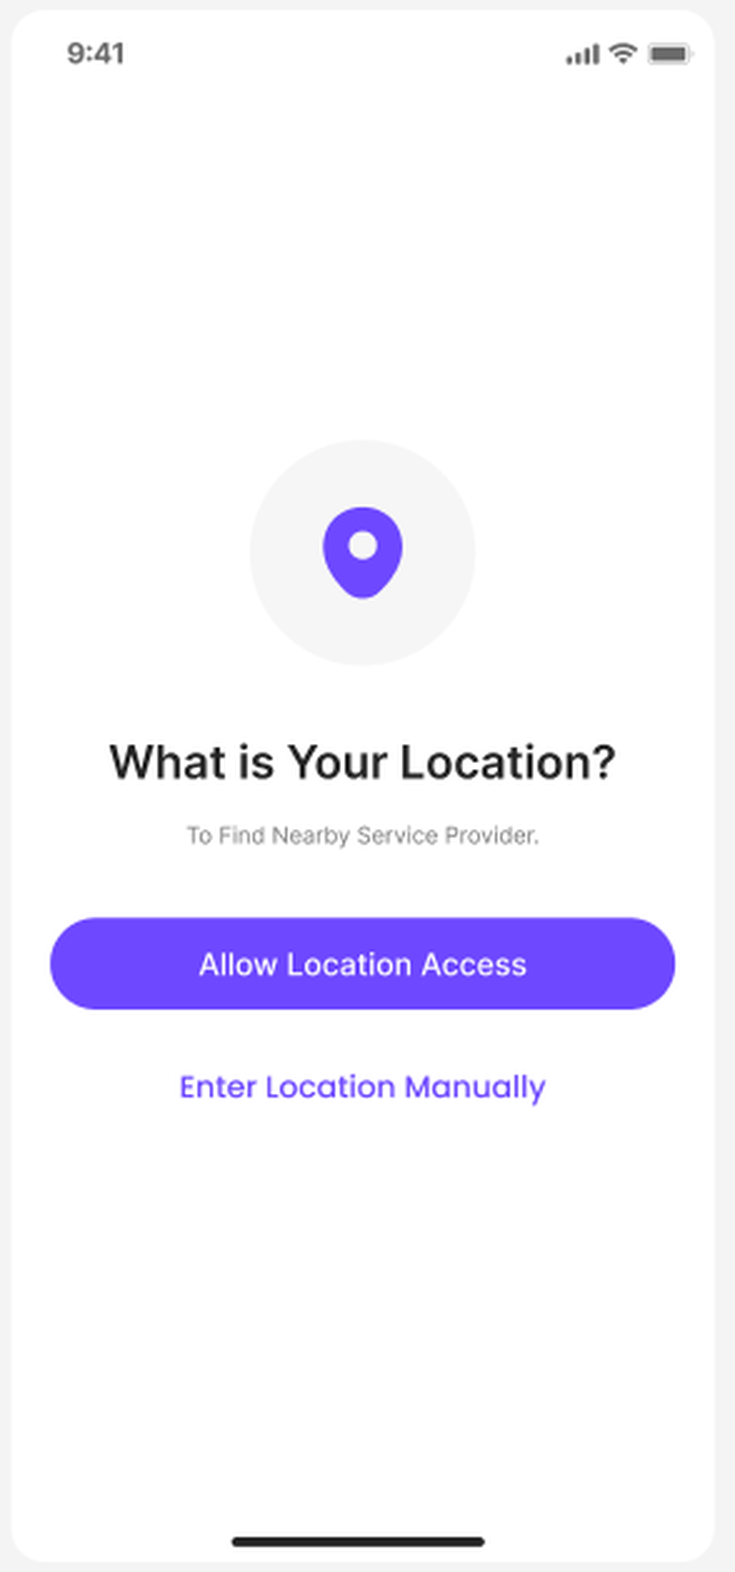 9:41
What is Your Location?
To Find Nearby Service Provider.
Allow Location Access
Enter Location Manually